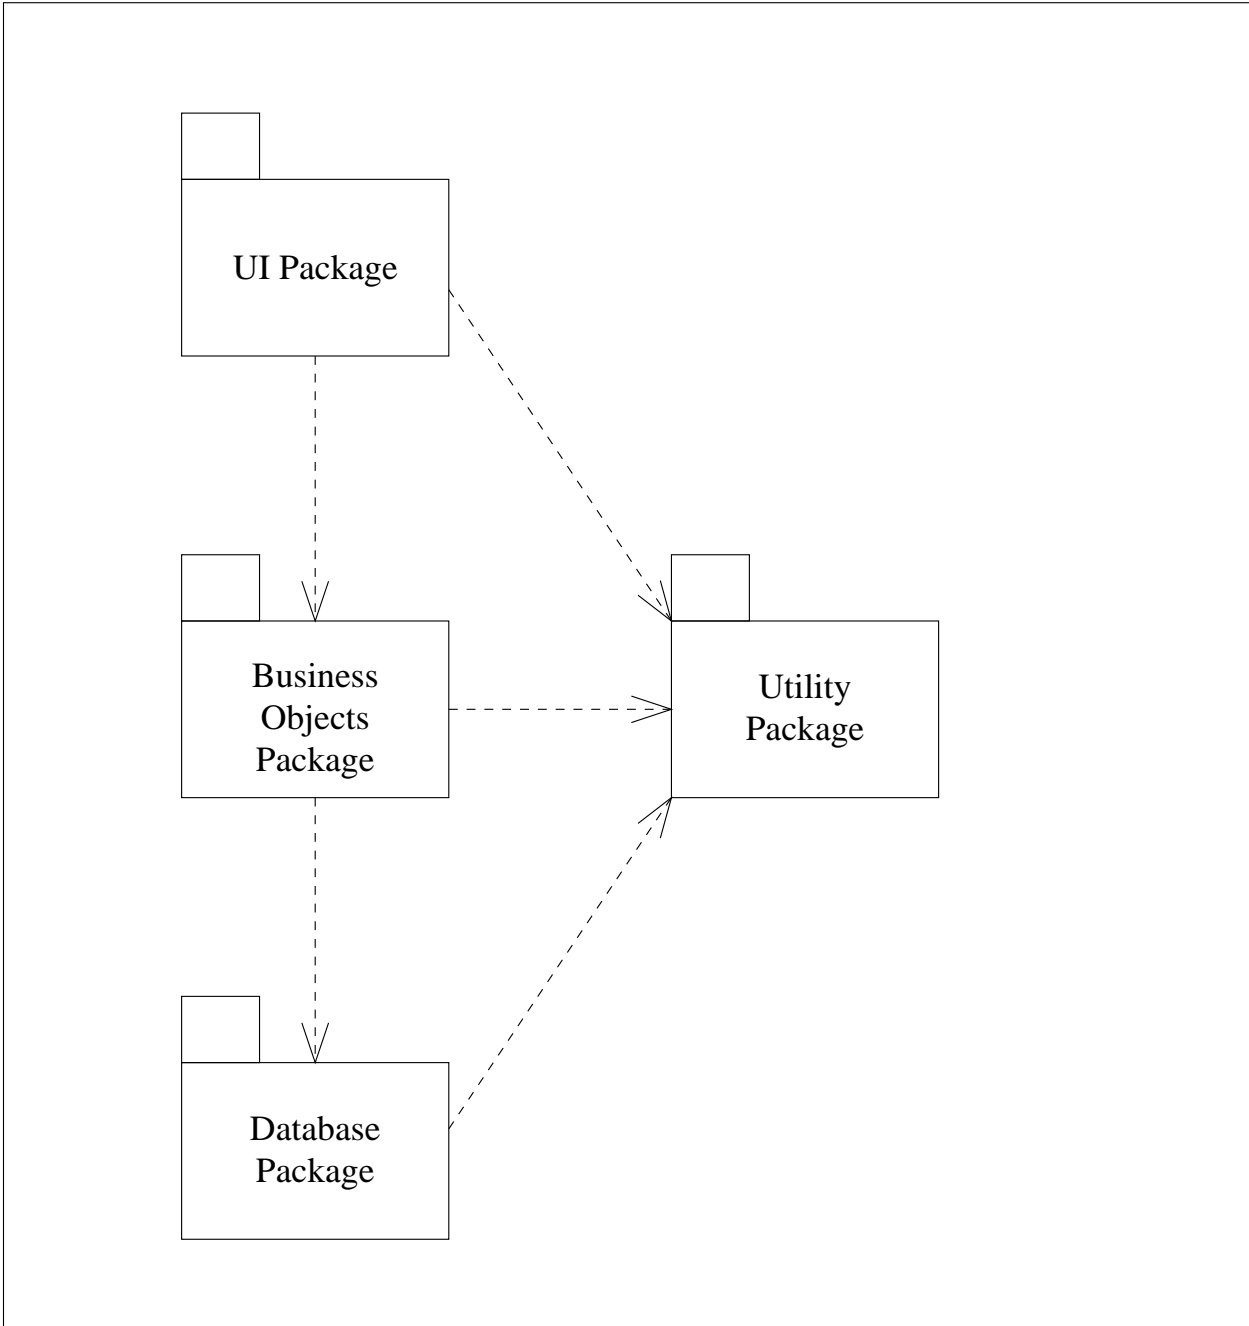 UI Package
Business
Objects
Package
Utility
Package
Database
Package